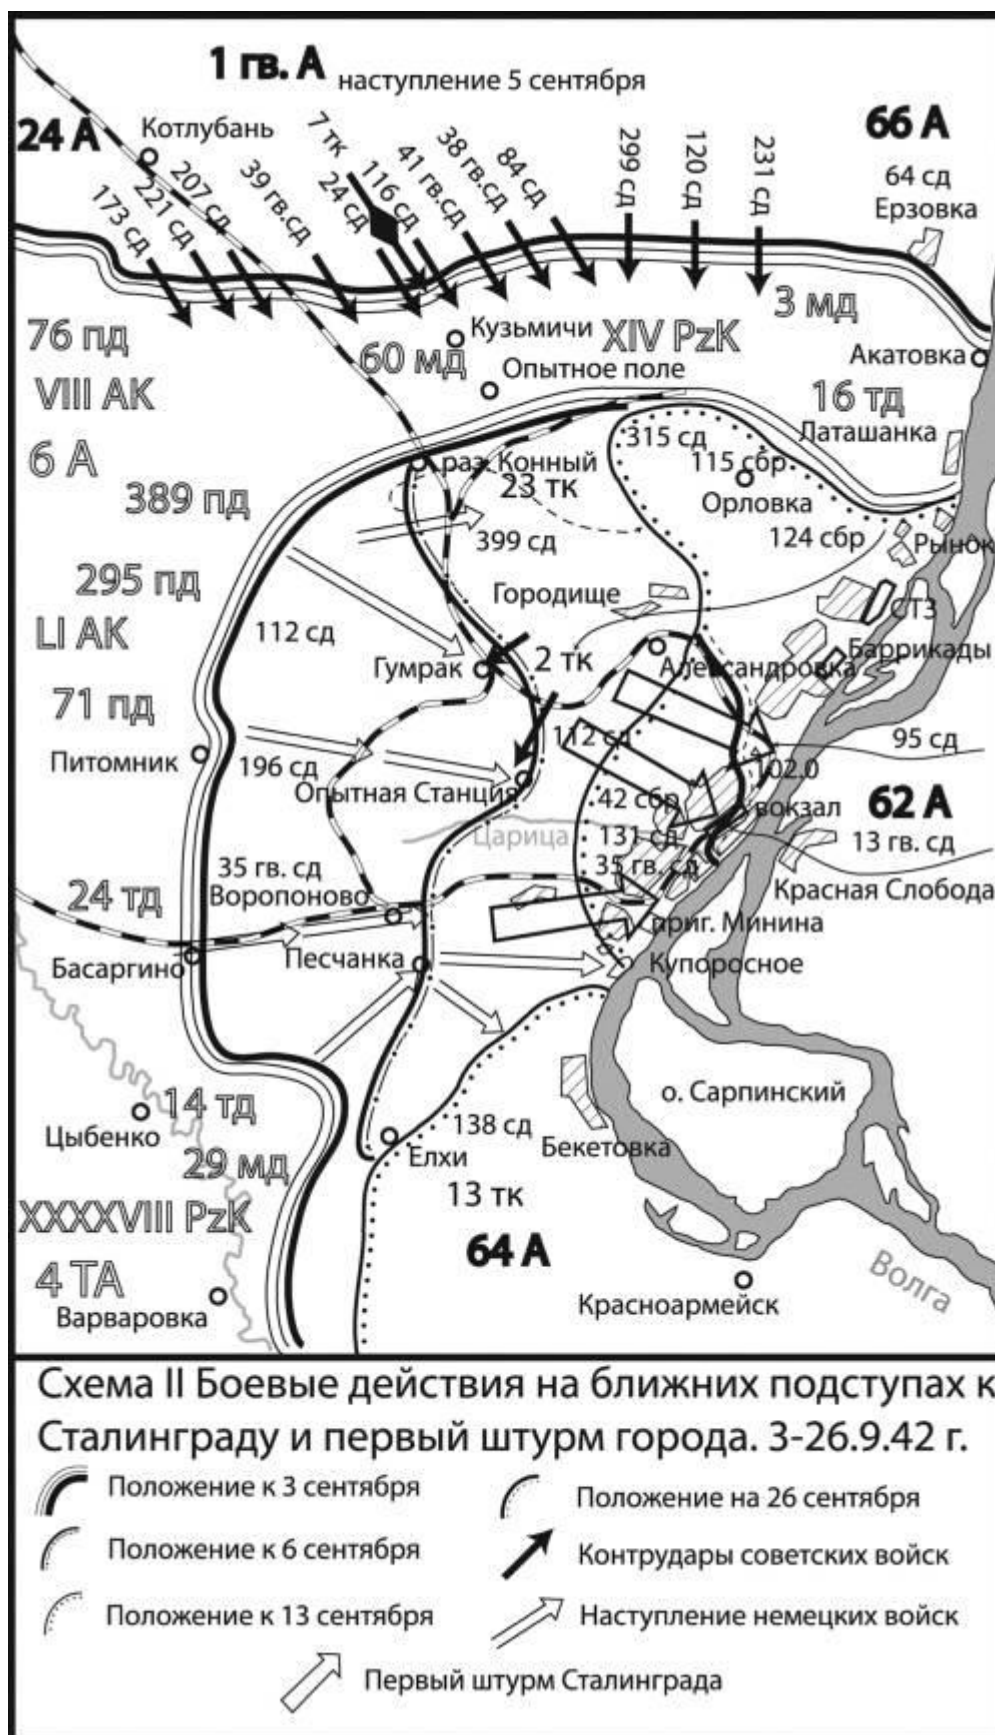 1 гв. А
наступление 5 сентября
24 А
Котлубань
66 А
64 сд
Ерзовка
173 сд
221 сд
207 сд
39 гв.сд
7 тк
24 сд
116 сд
41 гв.сд
38 гв.сд
84 сд
299 сд
120 сд
231 сд
3 мд
76 пд
Кузьмичи
XIV PzK
60 мд
Опытное поле
Акатовка
VIII АК
16 тд
Латашанка
6 А
315 сд
раз. Конный
115 сбр
23 тк
Орловка
389 пд
399 сд
124 сбр
Рынок
295 пд
Городище
СТЗ
LI АК
112 сд
Баррикады
Гумрак
2 тк
Александровка
71 пд
112 сд
95 сд
Питомник
196 сд
102.0
Опытная Станция
42 сбр
вокзал
62 А
Царица
131 сд
13 гв. сд
35 гв. сд
35 гв. сд
Красная Слобода
24 тд
Воропоново
приг. Минина
Басаргино
Песчанка
Купоросное
14 тд
о. Сарпинский
Цыбенко
138 сд
29 мд
Елхи
Бекетовка
13 тк
XXXXVIII PzK
64 А
4 ТА
Волга
Варваровка
Красноармейск
Схема II Боевые действия на ближних подступах к
Сталинграду и первый штурм города. 3-26.9.42 г.
Положение к 3 сентября
Положение на 26 сентября
Положение к 6 сентября
Контрудары советских войск
Положение к 13 сентября
Наступление немецких войск
Первый штурм Сталинграда